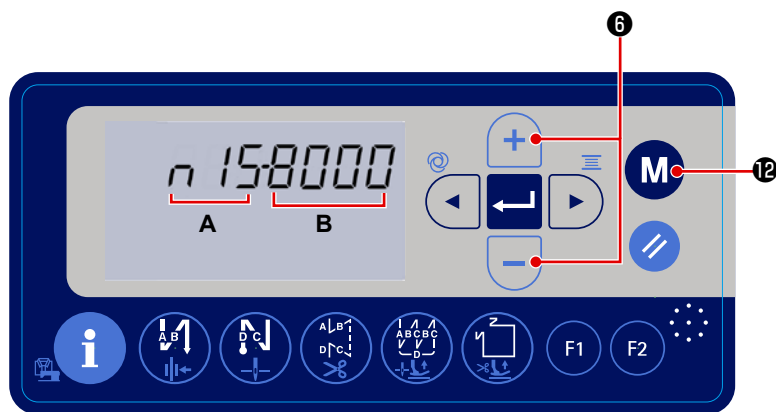 ❻
n 15-8000
A B
M
⓬
i
A B
D C
A B
D C
A B C B C
D
F1
F2